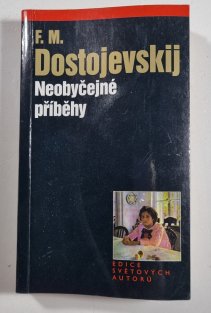 F. M.
Dostojevskij
Neobyčejné
příběhy
EDICE
SVĚTOVÝCH
AUTORŮ